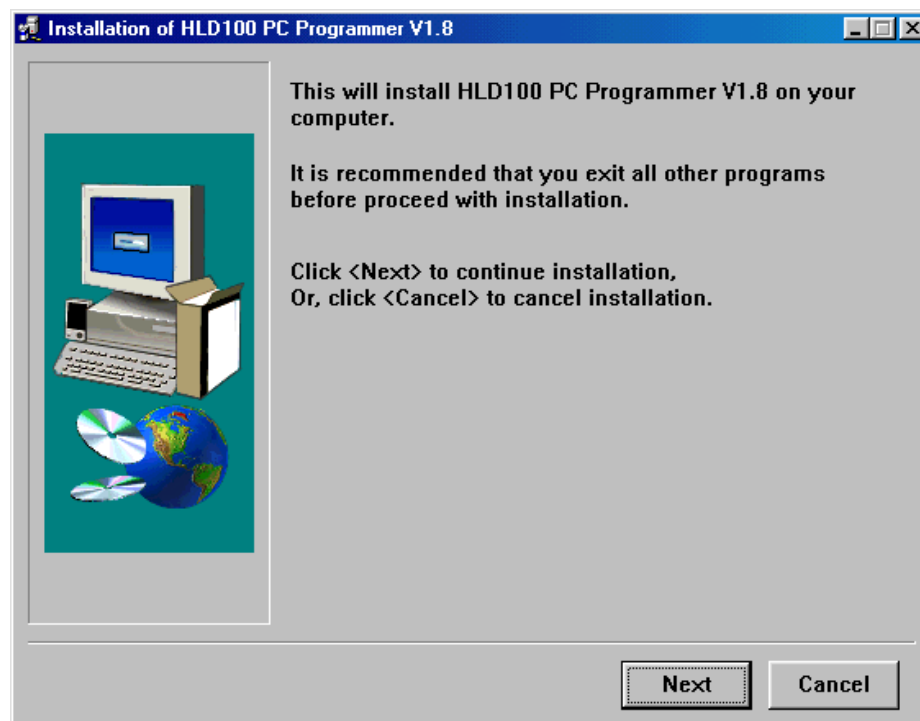 Installation of HLD100 PC Programmer V1.8
This will install HLD100 PC Programmer V1.8 on your
computer.
It is recommended that you exit all other programs
before proceed with installation.
Click <Next> to continue installation,
Or, click <Cancel> to cancel installation.
Next Cancel